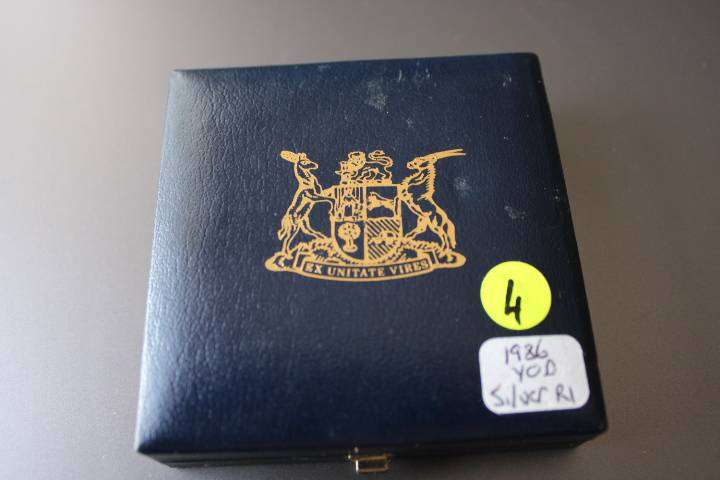 EX UNITATE VIRES
4
1986
YOD
Silver R1